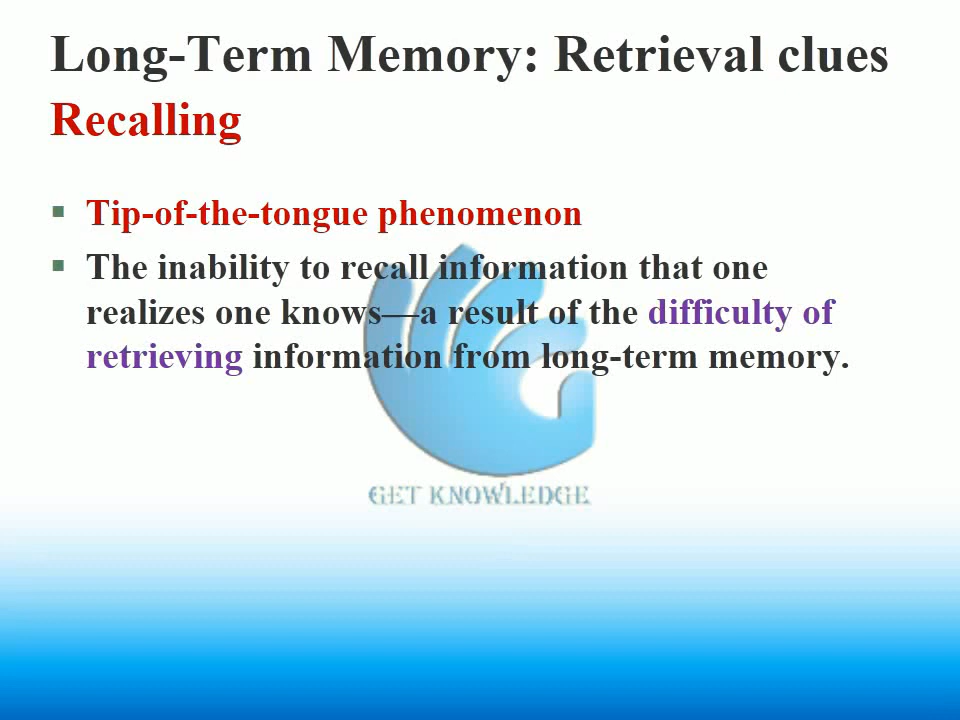 Long-Term Memory: Retrieval clues
Recalling
Tip-of-the-tongue phenomenon
The inability to recall information that one
realizes one knows—a result of the difficulty of
retrieving information from long-term memory.
GET KNOWLEDGE